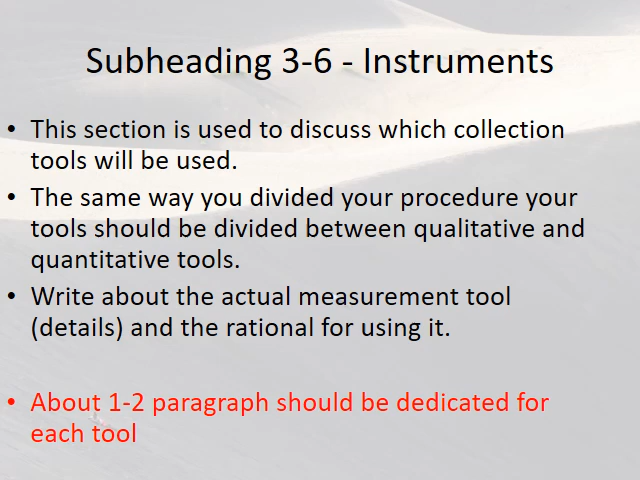 Subheading 3-6 - Instruments
• This section is used to discuss which collection
tools will be used.
• The same way you divided your procedure your
tools should be divided between qualitative and
quantitative tools.
• Write about the actual measurement tool
(details) and the rational for using it.
• About 1-2 paragraph should be dedicated for
each tool